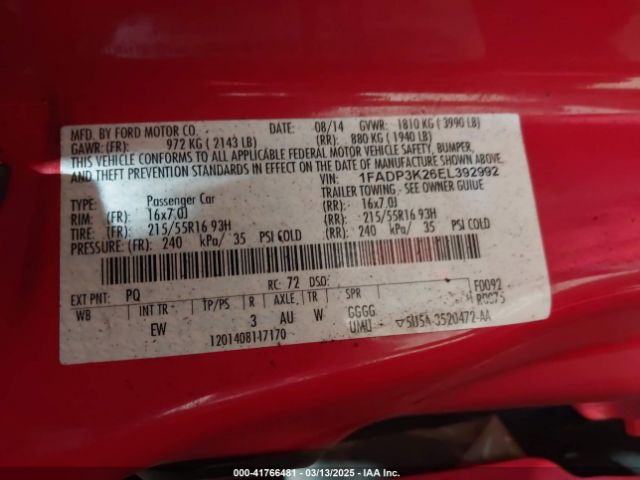 MFD. BY FORD MOTOR CO. DATE: 08/14 GVWR: 1810 KG ( 3990 LB)
GAWR: (FR): 972 KG ( 2143 LB) (RR): 880 KG ( 1940 LB)
THIS VEHICLE CONFORMS TO ALL APPLICABLE FEDERAL MOTOR VEHICLE SAFETY, BUMPER,
AND THEFT PREVENTION STANDARDS IN EFFECT ON THE DATE OF MANUFACTURE SHOWN ABOVE.
VIN: 1FADP3K26EL392992
TYPE: Passenger Car TRAILER TOWING - SEE OWNER GUIDE
RIM: (FR): 16x7.0J (RR): 16x7.0J
TIRE: (FR): 215/55R16 93H (RR): 215/55R16 93H
PRESSURE: (FR): 240 kPa/ 35 PSI COLD (RR): 240 kPa/ 35 PSI COLD
EXT PNT: PQ RC: 72 DSO: F0092
WB INT TR TP/PS R AXLE TR SPR
EW 3 AU W GGGG
1201408117170 5U5A-3520472-AA
000-41766481 | 03/13/2025 | IAA Inc.